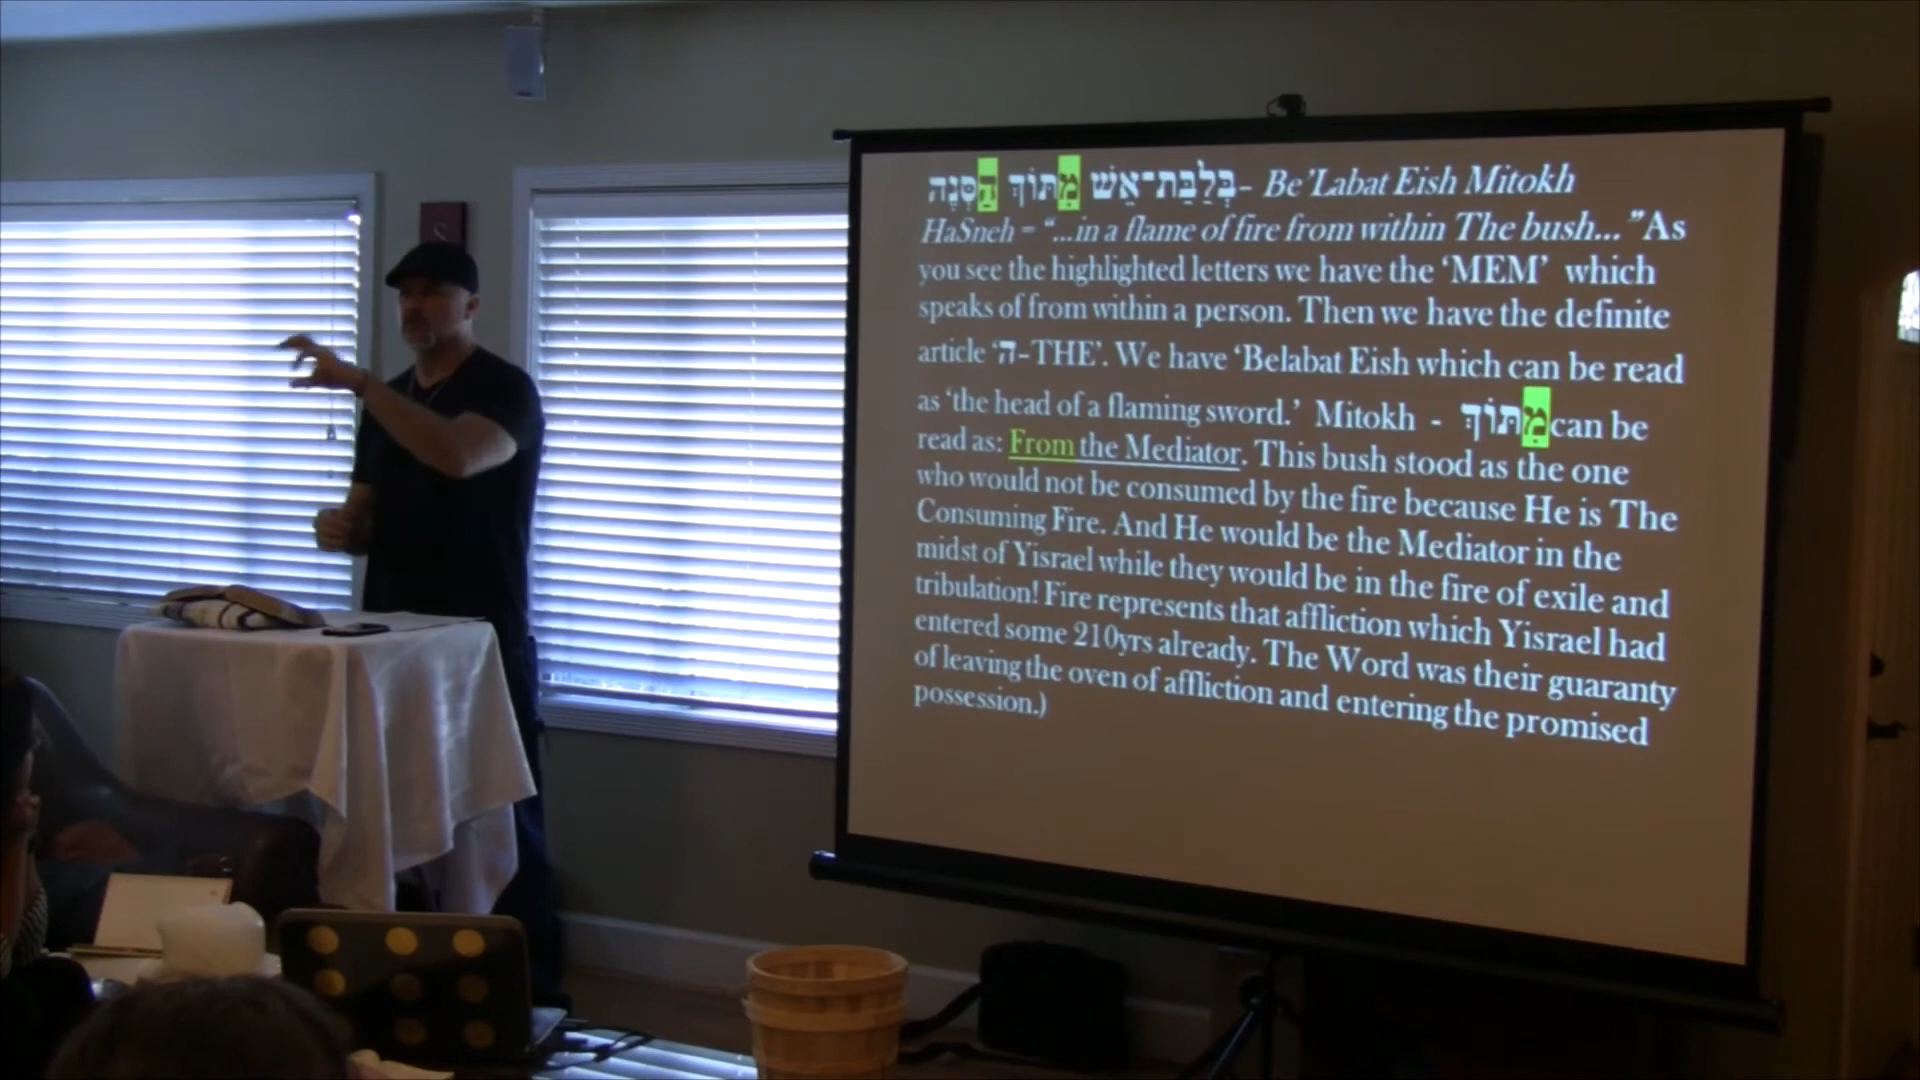 בְּלַבַּת־אֵשׁ מִתּוֹךְ הַסְּנֶה- Be'Labat Eish Mitokh
HaSneh = “...in a flame of fire from within The bush...” As
you see the highlighted letters we have the ‘MEM’ which
speaks of from within a person. Then we have the definite
article ‘ה-THE’. We have ‘Belabat Eish which can be read
as ‘the head of a flaming sword.’ Mitokh - מִתּוֹךְ can be
read as: From the Mediator. This bush stood as the one
who would not be consumed by the fire because He is The
Consuming Fire. And He would be the Mediator in the
midst of Yisrael while they would be in the fire of exile and
tribulation! Fire represents that affliction which Yisrael had
entered some 210yrs already. The Word was their guaranty
of leaving the oven of affliction and entering the promised
possession.)